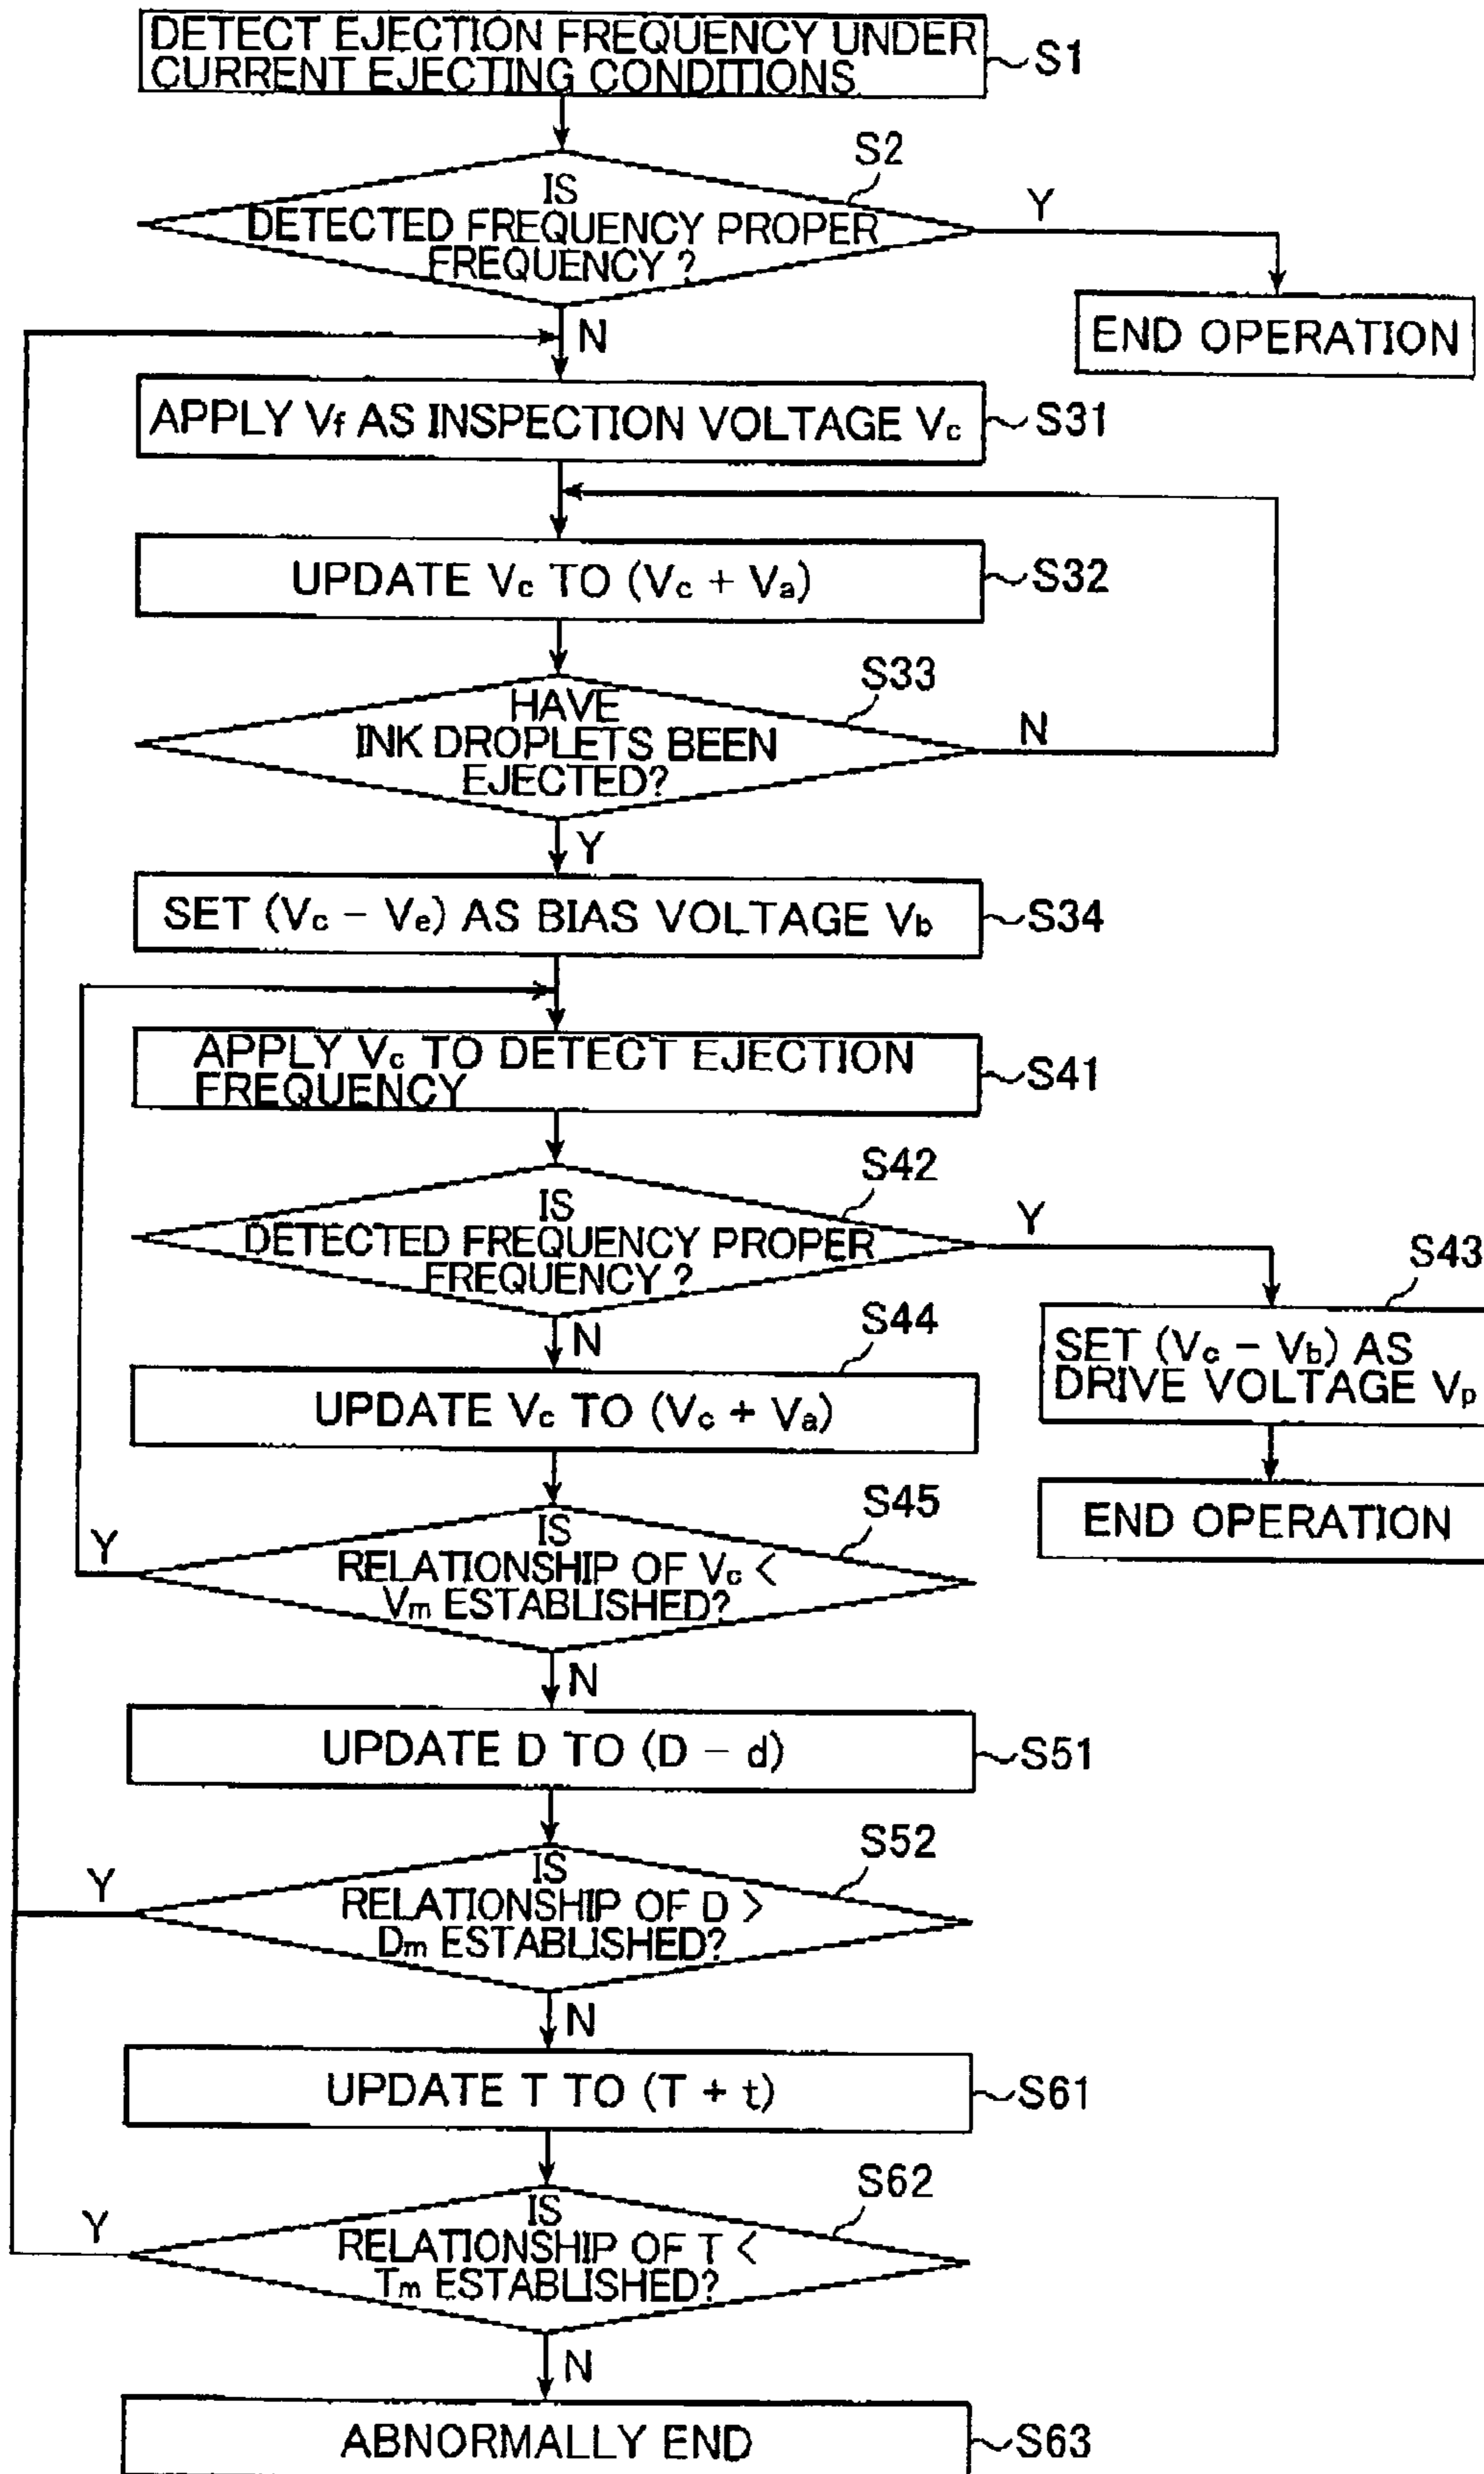 DETECT EJECTION FREQUENCY UNDER
CURRENT EJECTING CONDITIONS
S1
S2
IS
DETECTED FREQUENCY PROPER
FREQUENCY ?
Y
N
END OPERATION
APPLY Vf AS INSPECTION VOLTAGE Vc
S31
UPDATE Vc TO (Vc + Va)
S32
S33
HAVE
INK DROPLETS BEEN
EJECTED?
N
Y
SET (Vc − Ve) AS BIAS VOLTAGE Vb
S34
APPLY Vc TO DETECT EJECTION
FREQUENCY
S41
S42
IS
DETECTED FREQUENCY PROPER
FREQUENCY ?
Y
N
S43
SET (Vc − Vb) AS
DRIVE VOLTAGE Vp
END OPERATION
S44
UPDATE Vc TO (Vc + Va)
S45
IS
RELATIONSHIP OF Vc <
Vm ESTABLISHED?
Y
N
UPDATE D TO (D − d)
S51
S52
IS
RELATIONSHIP OF D >
Dm ESTABLISHED?
Y
N
UPDATE T TO (T + t)
S61
S62
IS
RELATIONSHIP OF T <
Tm ESTABLISHED?
Y
N
ABNORMALLY END
S63